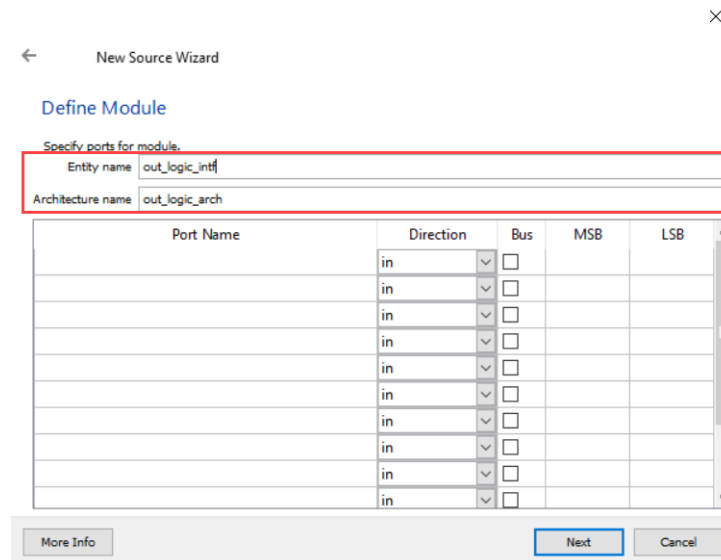 New Source Wizard
Define Module
Specify ports for module.
Entity name out_logic_intf
Architecture name out_logic_arch
Port Name Direction Bus MSB LSB
in
in
in
in
in
in
in
in
in
in
More Info Next Cancel